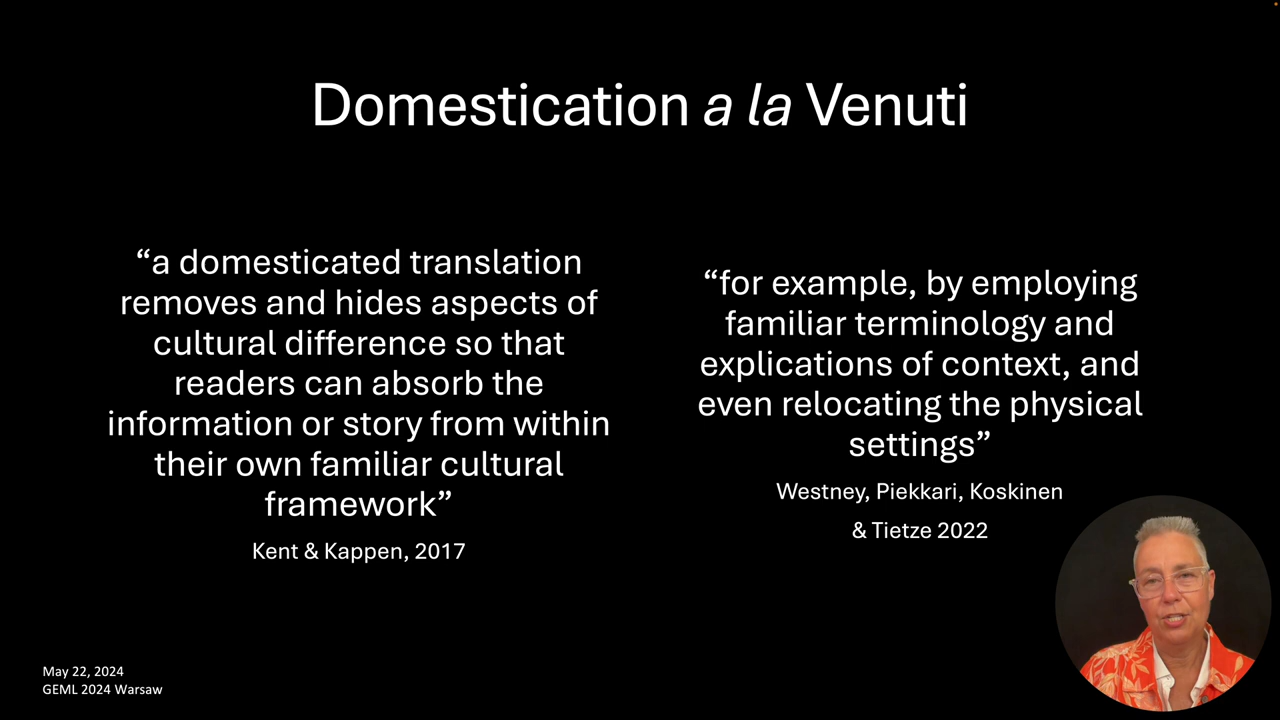 Domestication a la Venuti
“a domesticated translation
removes and hides aspects of
cultural difference so that
readers can absorb the
information or story from within
their own familiar cultural
framework”
Kent & Kappen, 2017
“for example, by employing
familiar terminology and
explications of context, and
even relocating the physical
settings”
Westney, Piekkari, Koskinen
& Tietze 2022
May 22, 2024
GEML 2024 Warsaw